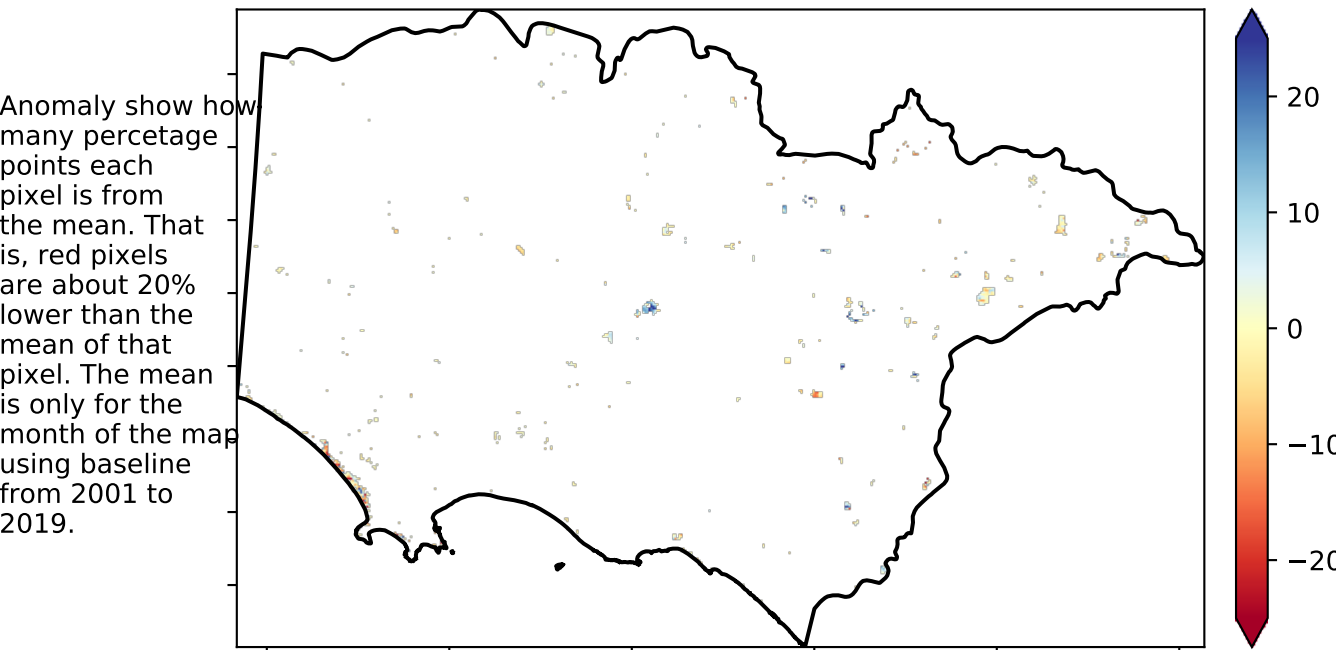 Anomaly show how
many percetage
points each
pixel is from
the mean. That
is, red pixels
are about 20%
lower than the
mean of that
pixel. The mean
is only for the
month of the map
using baseline
from 2001 to
2019.
20
10
0
−10
−20